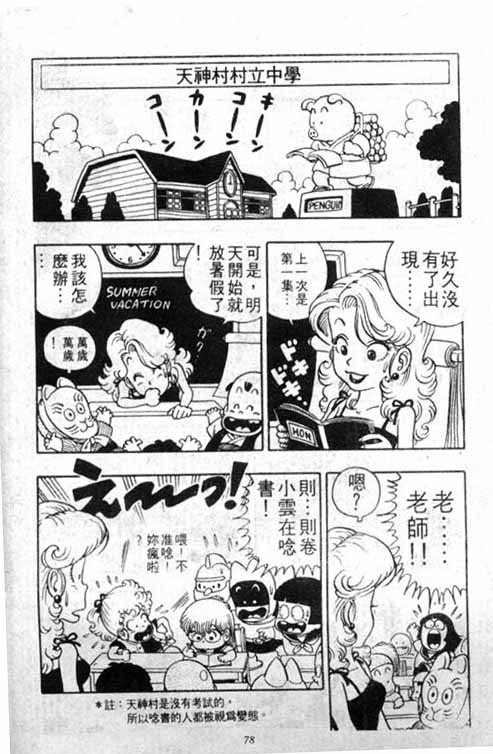 天神村村立中學
キーン
コーン
カーン
コーン
PENGUIN
好久沒
有了出
現…
上一次是
第一集…
ドキ
ドキ
MOM
可是，明
天開始就
放暑假了
！
SUMMER
VACATION
が？
我該怎
麼辦…
…
萬歲
萬歲
！
老……
老師!!
嗯？
則…則卷
小雲在唸
書！
え〜〜っ！
喂不
准唸！
妳瘋啦
？
＊註：天神村是沒有考試的，
所以唸書的人都被視為變態。
78